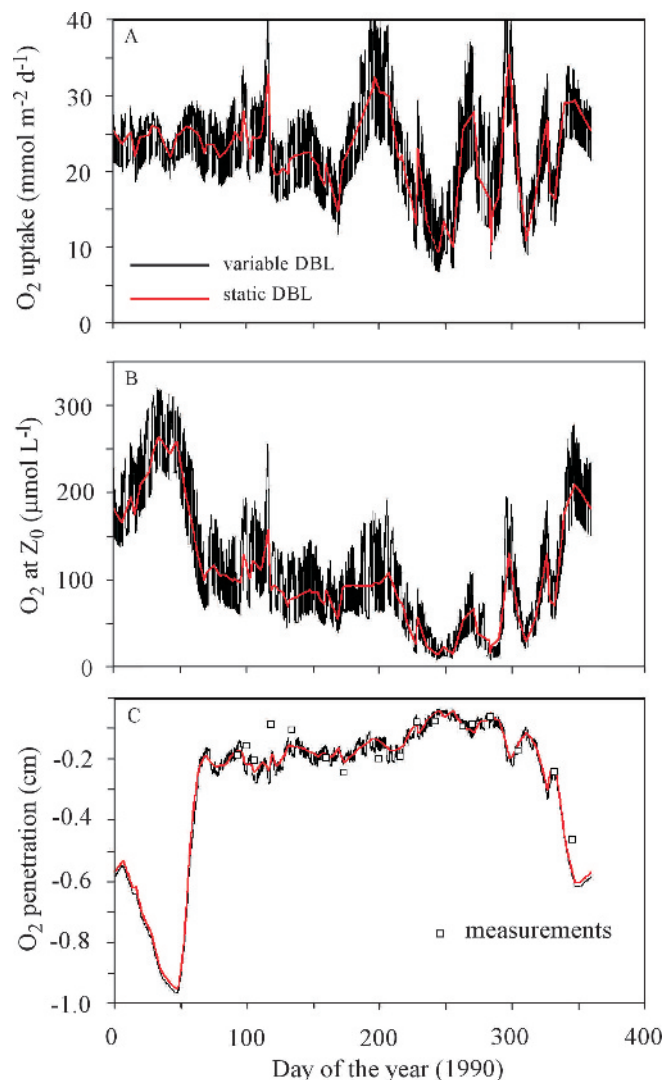 A
40
30
20
10
0
O₂ uptake (mmol m⁻² d⁻¹)
variable DBL
static DBL
B
300
200
100
0
O₂ at Z₀ (µmol L⁻¹)
C
-0.2
-0.4
-0.6
-0.8
-1.0
O₂ penetration (cm)
measurements
0 100 200 300 400
Day of the year (1990)